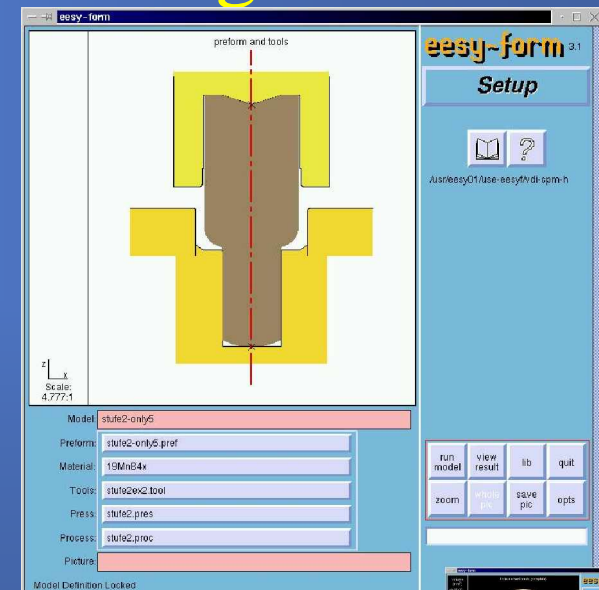 eesy-form
preform and tools
eesy-form 3.1
Setup
?
/usr/eesy01/use-eesyf/vdi-spm-h
z
x
Scale:
4.777:1
Model: stufe2-only5
Preform: stufe2-only5.pref
Material: 19MnB4x
Tools: stufe2ex2.tool
Press: stufe2.pres
Process: stufe2.proc
Picture:
Model Definition Locked
run model
view result
lib
quit
zoom
whole pic
save pic
opts